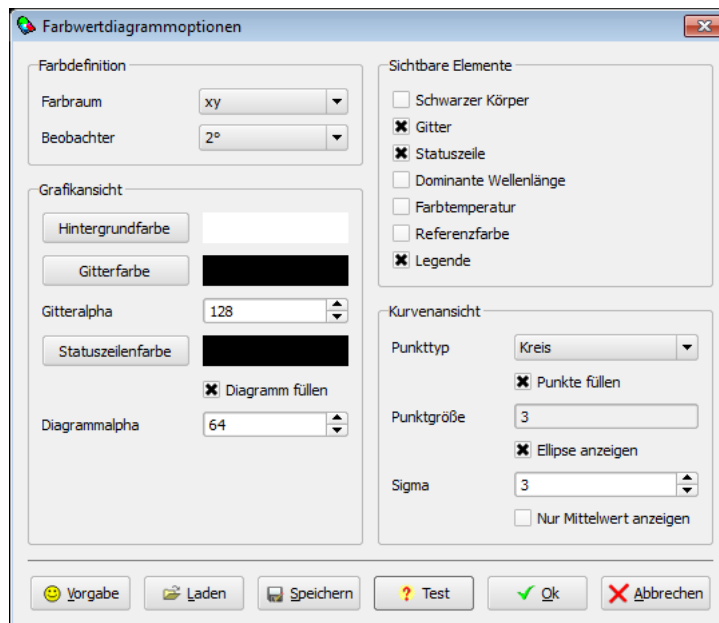 Farbwertdiagrammoptionen
Farbdefinition
Farbraum
xy
Beobachter
2°
Grafikansicht
Hintergrundfarbe
Gitterfarbe
Gitteralpha
128
Statuszeilenfarbe
Diagramm füllen
Diagrammalpha
64
Sichtbare Elemente
Schwarzer Körper
Gitter
Statuszeile
Dominante Wellenlänge
Farbtemperatur
Referenzfarbe
Legende
Kurvenansicht
Punkttyp
Kreis
Punkte füllen
Punktgröße
3
Ellipse anzeigen
Sigma
3
Nur Mittelwert anzeigen
Vorgabe
Laden
Speichern
Test
Ok
Abbrechen